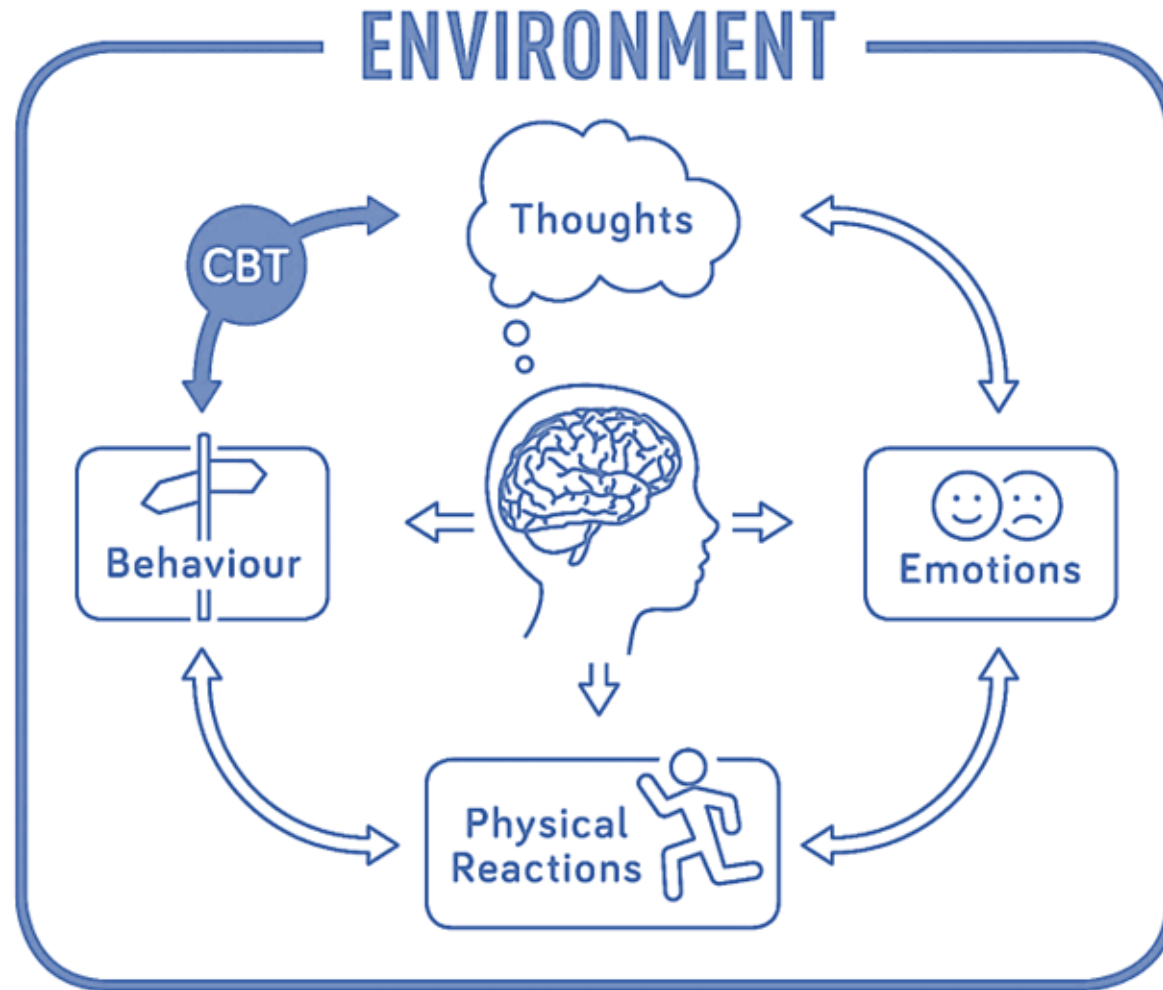 ENVIRONMENT
Thoughts
CBT
Behaviour
Emotions
Physical
Reactions